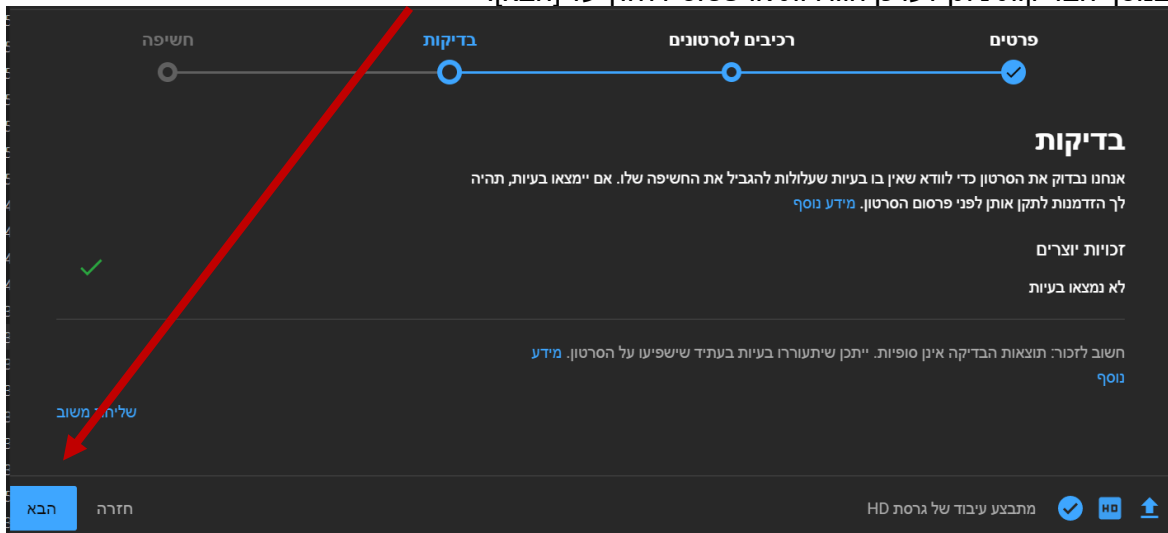 פרטים
רכיבים לסרטונים
בדיקות
חשיפה
בדיקות
אנחנו נבדוק את הסרטון כדי לוודא שאין בו בעיות שעלולות להגביל את החשיפה שלו. אם יימצאו בעיות, תהיה
לך הזדמנות לתקן אותן לפני פרסום הסרטון. מידע נוסף
זכויות יוצרים
לא נמצאו בעיות
חשוב לזכור: תוצאות הבדיקה אינן סופיות. ייתכן שיתעוררו בעיות בעתיד שישפיעו על הסרטון. מידע
נוסף
משוב
HD
מתבצע עיבוד של גרסת HD
חזרה
הבא